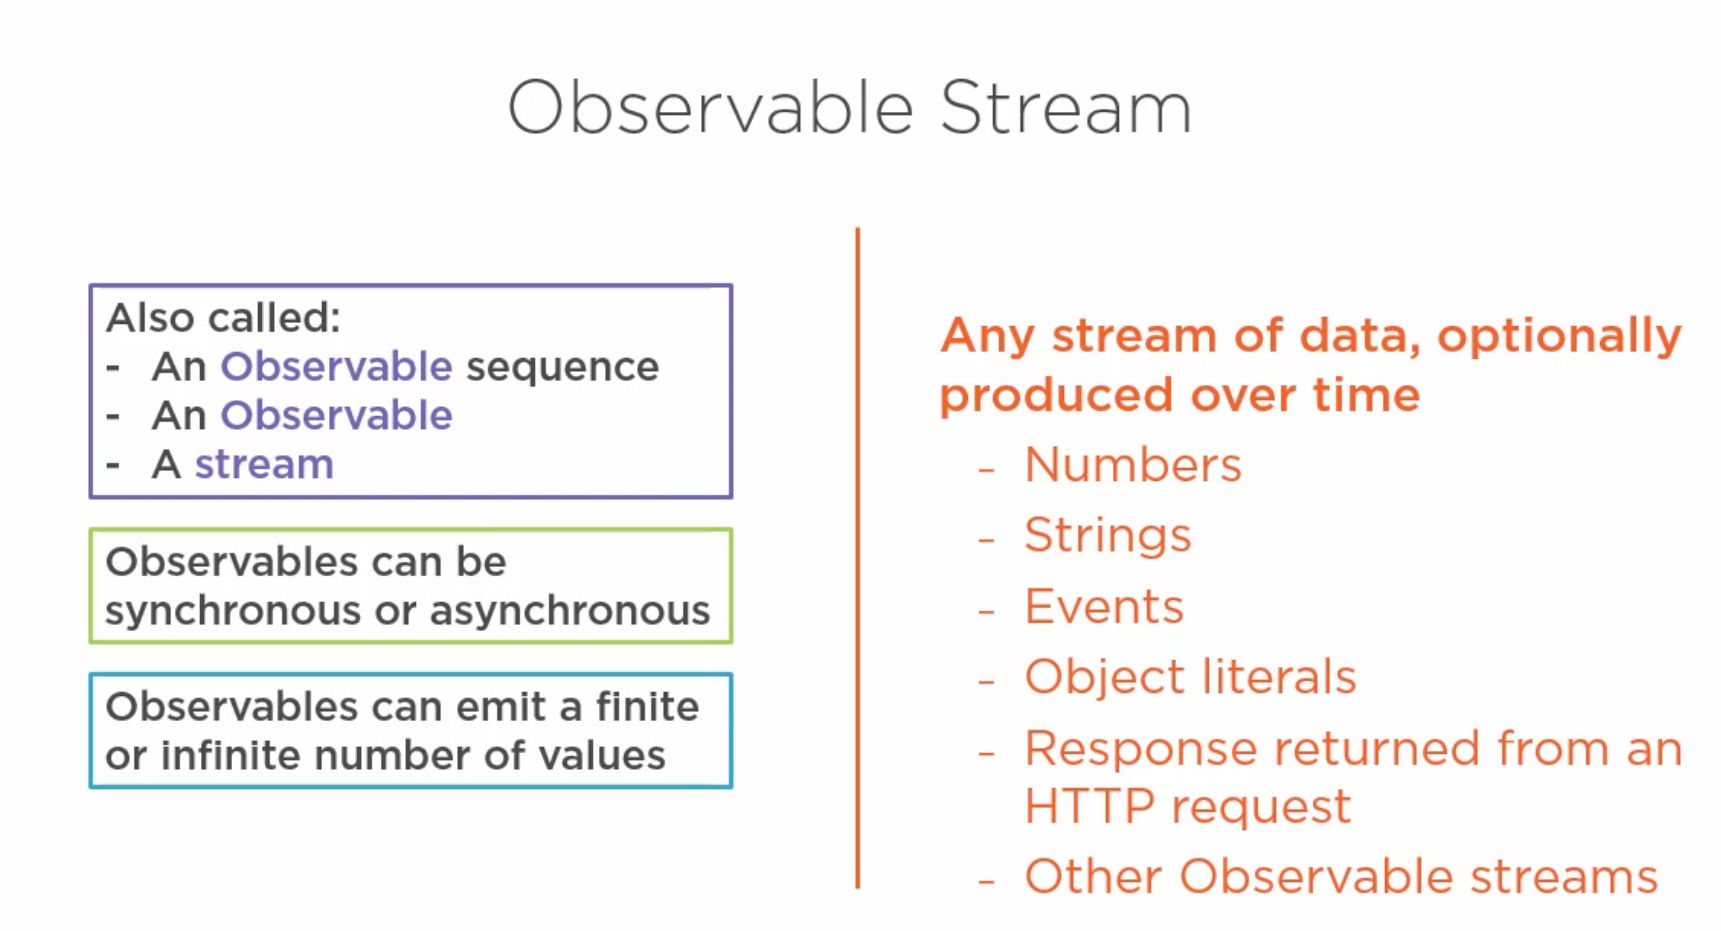 Observable Stream
Also called:
- An Observable sequence
- An Observable
- A stream
Observables can be
synchronous or asynchronous
Observables can emit a finite
or infinite number of values
Any stream of data, optionally
produced over time
- Numbers
- Strings
- Events
- Object literals
- Response returned from an
HTTP request
- Other Observable streams